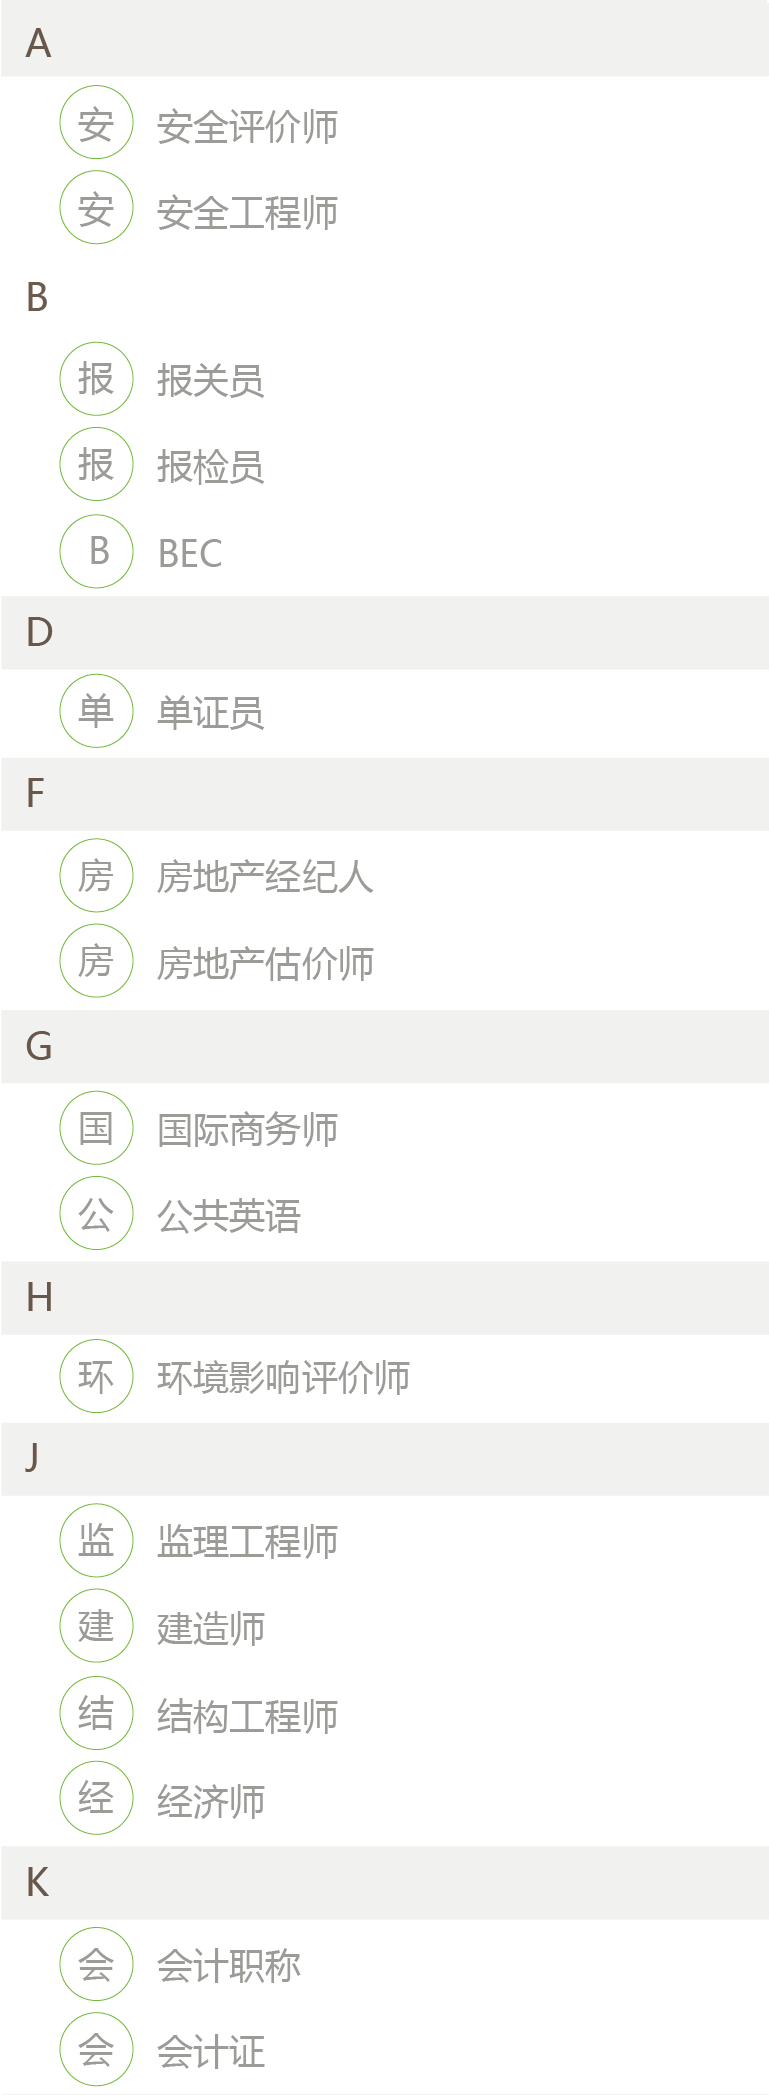 A
安 安全评价师
安 安全工程师
B
报 报关员
报 报检员
B BEC
D
单 单证员
F
房 房地产经纪人
房 房地产估价师
G
国 国际商务师
公 公共英语
H
环 环境影响评价师
J
监 监理工程师
建 建造师
结 结构工程师
经 经济师
K
会 会计职称
会 会计证